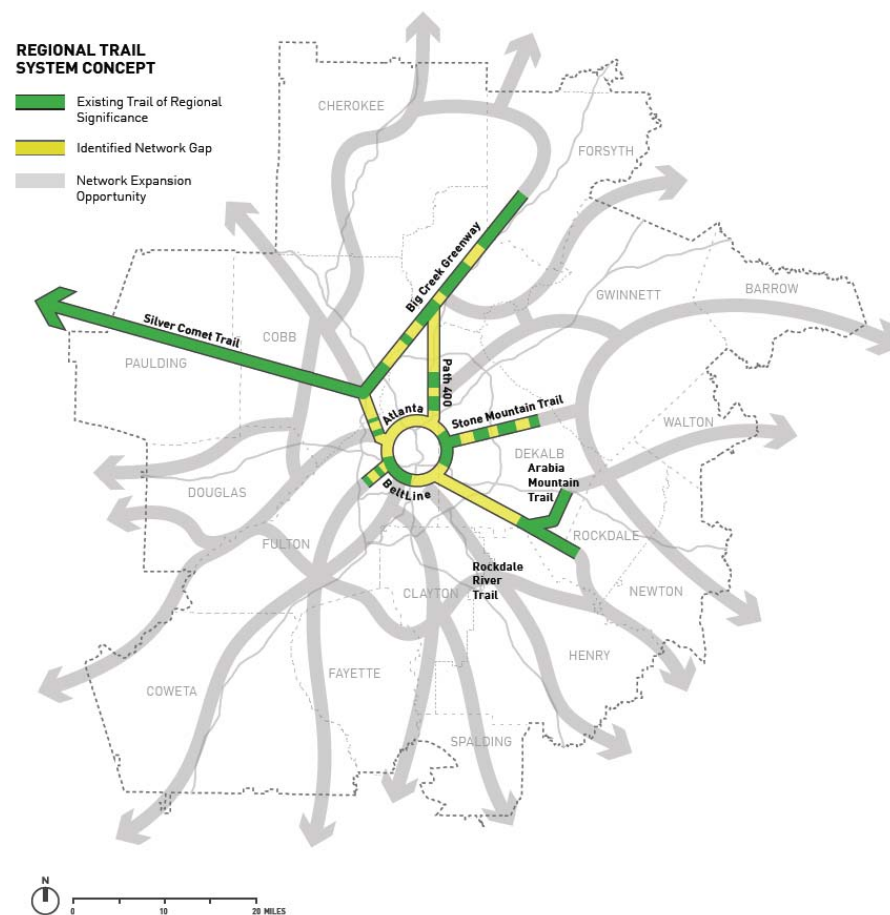 REGIONAL TRAIL
SYSTEM CONCEPT
Existing Trail of Regional
Significance
Identified Network Gap
Network Expansion
Opportunity
CHEROKEE
FORSYTH
Big Creek Greenway
GWINNETT
BARROW
Silver Comet Trail
COBB
PAULDING
Path 400
Atlanta
Stone Mountain Trail
WALTON
DEKALB
Arabia
Mountain
Trail
BeltLine
DOUGLAS
FULTON
ROCKDALE
Rockdale
River
Trail
CLAYTON
NEWTON
HENRY
FAYETTE
COWETA
SPALDING
N
0
10
20 MILES